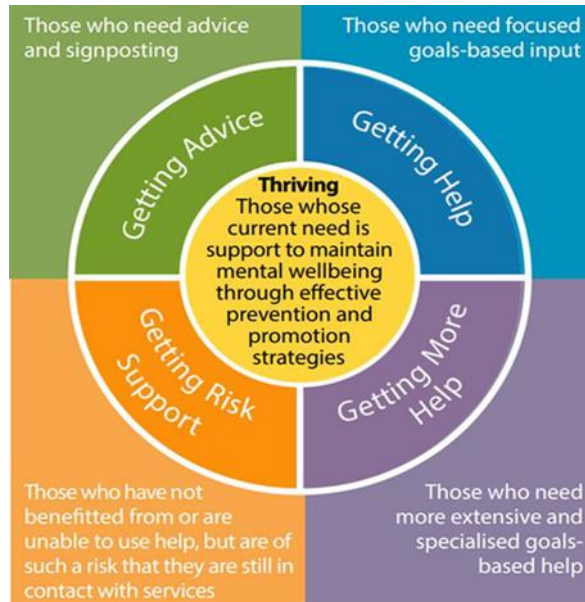 Those who need advice
and signposting
Those who need focused
goals-based input
Getting Advice
Getting Help
Thriving
Those whose
current need is
support to maintain
mental wellbeing
through effective
prevention and
promotion
strategies
Getting Risk
Support
Getting More
Help
Those who have not
benefitted from or are
unable to use help, but are of
such a risk that they are still in
contact with services
Those who need
more extensive and
specialised goals-
based help